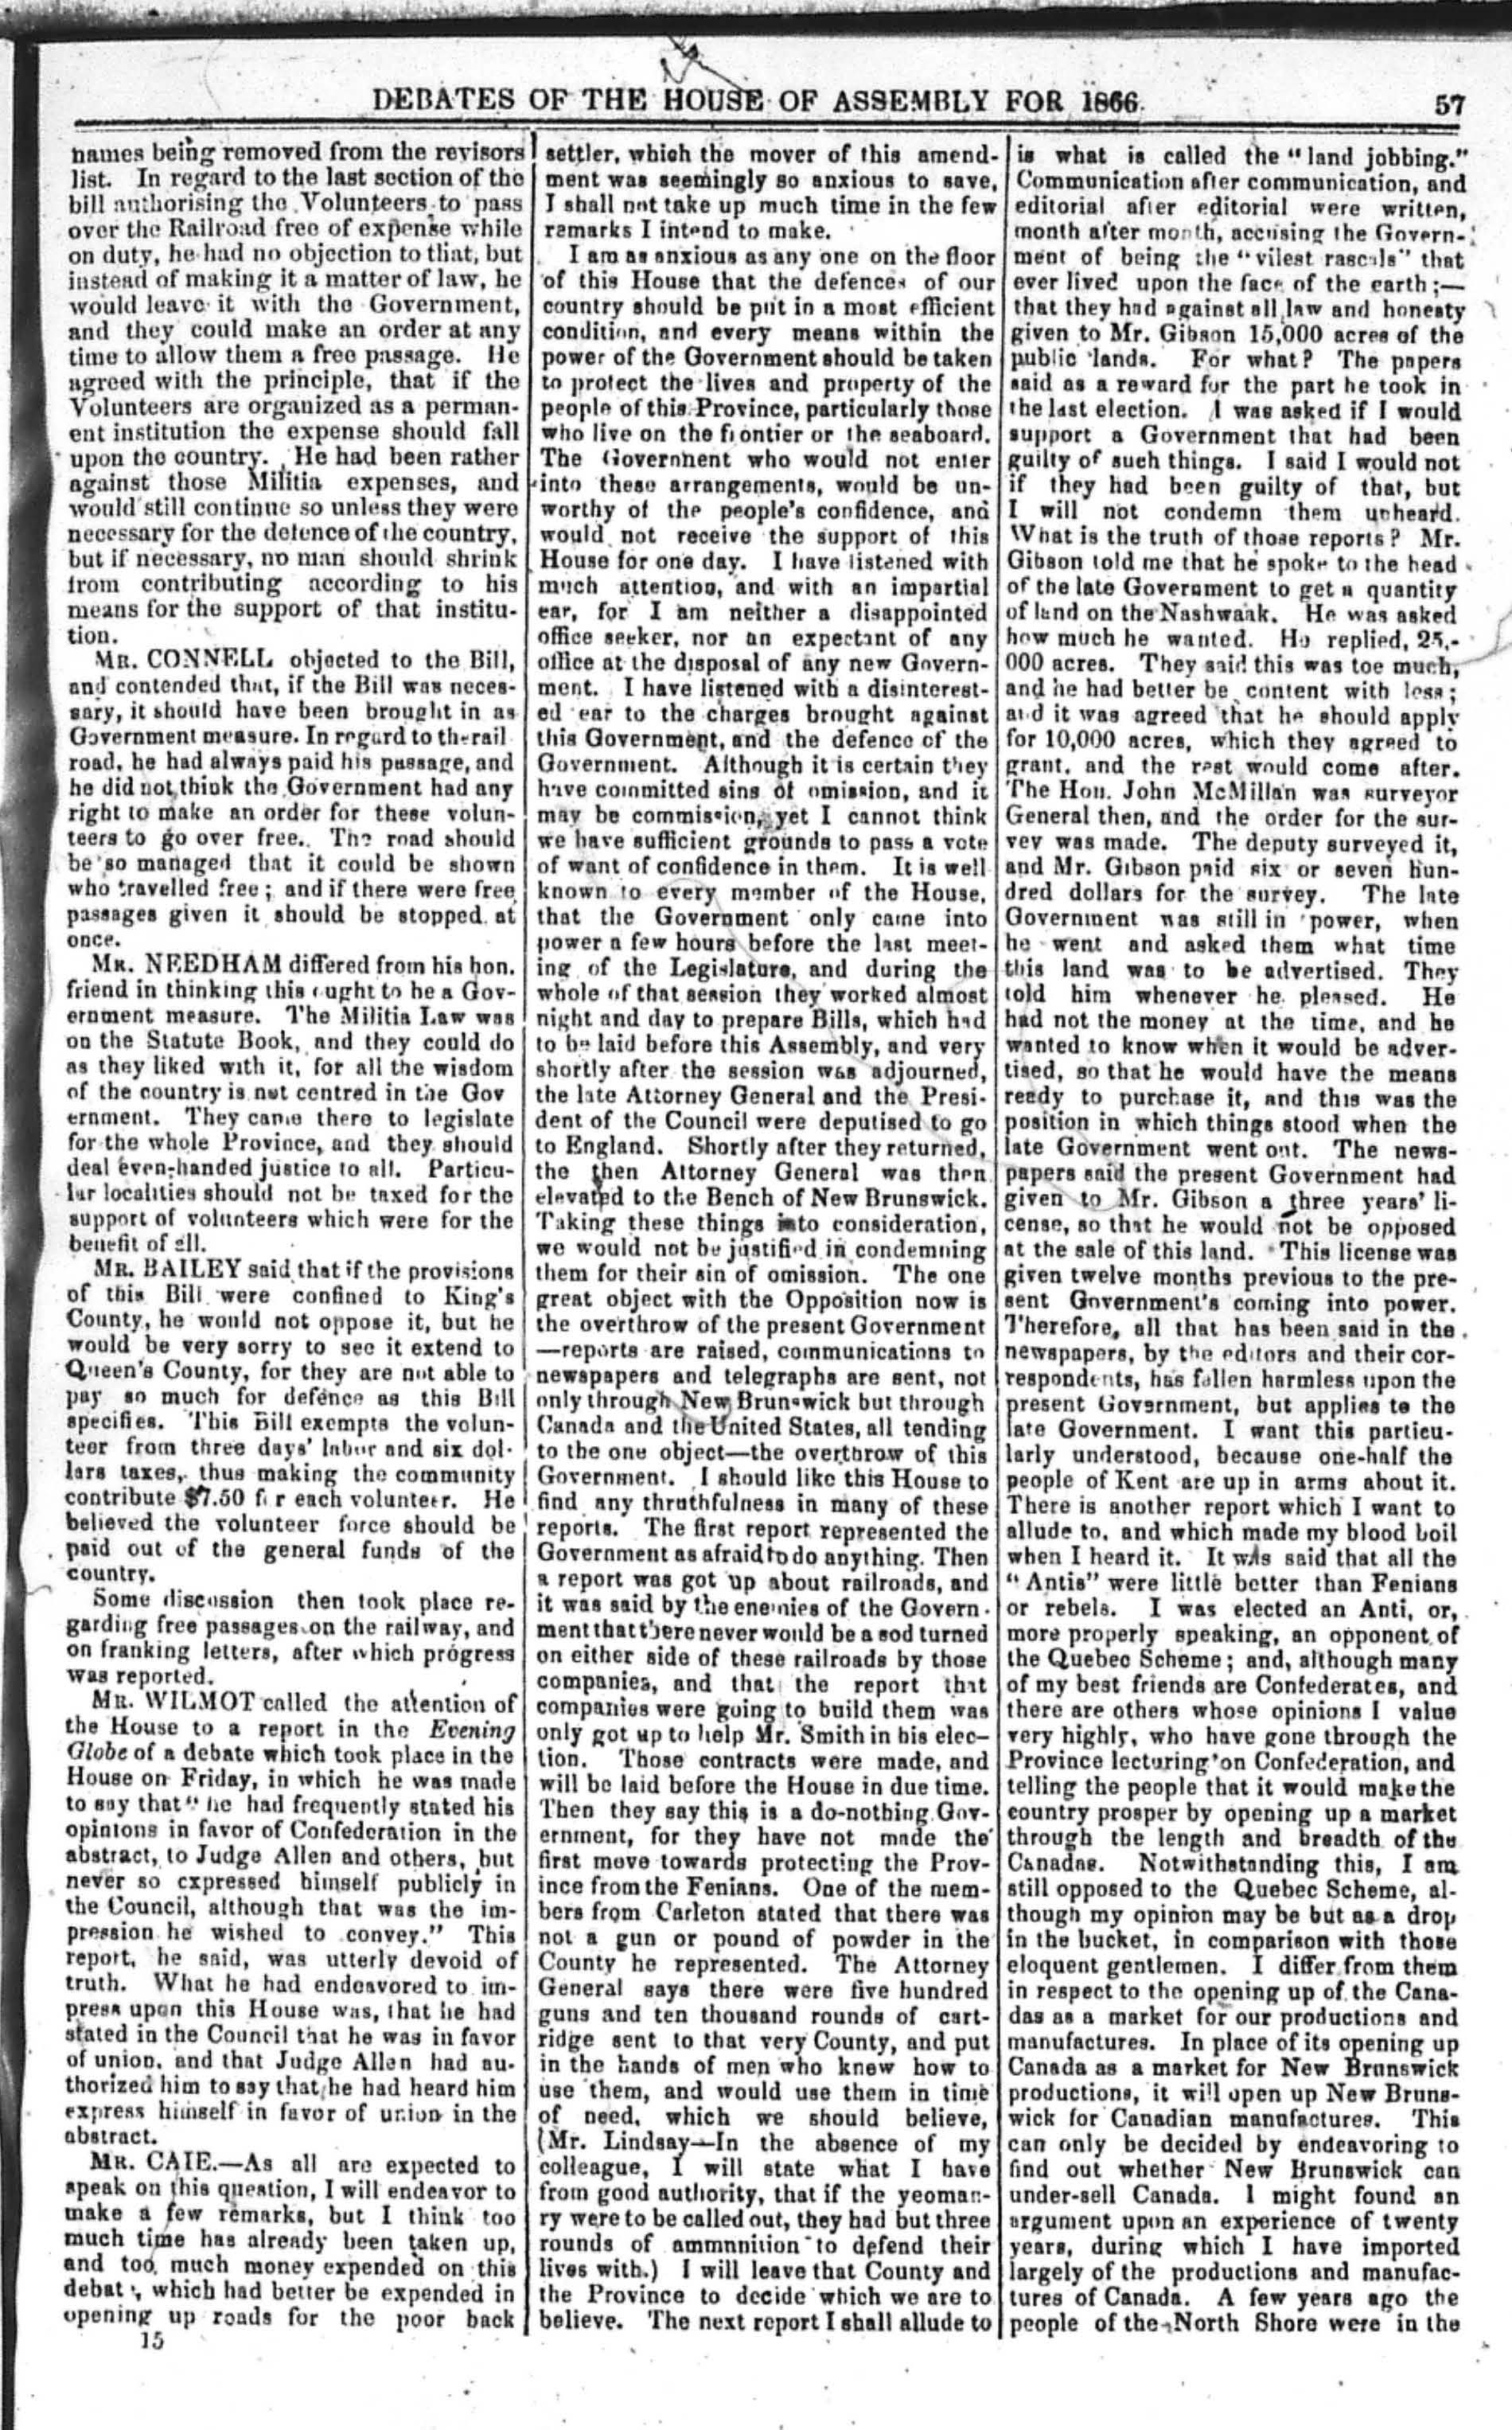 DEBATES OF THE HOUSE OF ASSEMBLY FOR 1866. 57
names being removed from the revisors
list. In regard to the last section of the
bill authorising the Volunteers to pass
over the Railroad free of expense while
on duty, he had no objection to that, but
instead of making it a matter of law, he
would leave it with the Government,
and they could make an order at any
time to allow them a free passage. He
agreed with the principle, that if the
Volunteers are organized as a perman-
ent institution the expense should fall
upon the country. He had been rather
against those Militia expenses, and
would still continue so unless they were
necessary for the defence of the country,
but if necessary, no man should shrink
from contributing according to his
means for the support of that institu-
tion.
MR. CONNELL objected to the Bill,
and contended that, if the Bill was neces-
sary, it should have been brought in as
Government measure. In regard to the rail
road, he had always paid his passage, and
he did not think the Government had any
right to make an order for these volun-
teers to go over free. The road should
be so managed that it could be shown
who travelled free; and if there were free
passages given it should be stopped at
once.
MR. NEEDHAM differed from his hon.
friend in thinking this ought to be a Gov-
ernment measure. The Militia Law was
on the Statute Book, and they could do
as they liked with it, for all the wisdom
of the country is not centred in the Gov
ernment. They came there to legislate
for the whole Province, and they should
deal even-handed justice to all. Particu-
lar localities should not be taxed for the
support of volunteers which were for the
benefit of all.
MR. BAILEY said that if the provisions
of this Bill were confined to King's
County, he would not oppose it, but he
would be very sorry to see it extend to
Queen's County, for they are not able to
pay so much for defence as this Bill
specifies. This Bill exempts the volun-
teer from three days' labor and six dol-
lars taxes, thus making the community
contribute $7.50 for each volunteer. He
believed the volunteer force should be
paid out of the general funds of the
country.
Some discussion then took place re-
garding free passages on the railway, and
on franking letters, after which progress
was reported.
MR. WILMOT called the attention of
the House to a report in the Evening
Globe of a debate which took place in the
House on Friday, in which he was made
to say that "he had frequently stated his
opinions in favor of Confederation in the
abstract, to Judge Allen and others, but
never so expressed himself publicly in
the Council, although that was the im-
pression he wished to convey." This
report, he said, was utterly devoid of
truth. What he had endeavored to im-
press upon this House was, that he had
stated in the Council that he was in favor
of union, and that Judge Allen had au-
thorized him to say that he had heard him
express himself in favor of union in the
abstract.
MR. CAIE.—As all are expected to
speak on this question, I will endeavor to
make a few remarks, but I think too
much time has already been taken up,
and too much money expended on this
debat, which had better be expended in
opening up roads for the poor back
15
settler, which the mover of this amend-
ment was seemingly so anxious to save,
I shall not take up much time in the few
remarks I intend to make.
I am as anxious as any one on the floor
of this House that the defences of our
country should be put in a most efficient
condition, and every means within the
power of the Government should be taken
to protect the lives and property of the
people of this Province, particularly those
who live on the frontier or the seaboard.
The Government who would not enter
into these arrangements, would be un-
worthy of the people's confidence, and
would not receive the support of this
House for one day. I have listened with
much attention, and with an impartial
ear, for I am neither a disappointed
office seeker, nor an expectant of any
office at the disposal of any new Govern-
ment. I have listened with a disinterest-
ed ear to the charges brought against
this Government, and the defence of the
Government. Although it is certain they
have committed sins of omission, and it
may be commission, yet I cannot think
we have sufficient grounds to pass a vote
of want of confidence in them. It is well
known to every member of the House,
that the Government only came into
power a few hours before the last meet-
ing of the Legislature, and during the
whole of that session they worked almost
night and day to prepare Bills, which had
to be laid before this Assembly, and very
shortly after the session was adjourned,
the late Attorney General and the Presi-
dent of the Council were deputised to go
to England. Shortly after they returned,
the then Attorney General was then
elevated to the Bench of New Brunswick.
Taking these things into consideration,
we would not be justified in condemning
them for their sin of omission. The one
great object with the Opposition now is
the overthrow of the present Government
—reports are raised, communications to
newspapers and telegraphs are sent, not
only through New Brunswick but through
Canada and the United States, all tending
to the one object—the overthrow of this
Government. I should like this House to
find any thruthfulness in many of these
reports. The first report represented the
Government as afraid to do anything. Then
a report was got up about railroads, and
it was said by the enemies of the Govern-
ment that there never would be a sod turned
on either side of these railroads by those
companies, and that the report that
companies were going to build them was
only got up to help Mr. Smith in his elec—
tion. Those contracts were made, and
will be laid before the House in due time.
Then they say this is a do-nothing Gov-
ernment, for they have not made the
first move towards protecting the Prov-
ince from the Fenians. One of the mem-
bers from Carleton stated that there was
not a gun or pound of powder in the
County he represented. The Attorney
General says there were five hundred
guns and ten thousand rounds of cart-
ridge sent to that very County, and put
in the hands of men who knew how to
use them, and would use them in time
of need, which we should believe,
(Mr. Lindsay—In the absence of my
colleague, I will state what I have
from good authority, that if the yeoman-
ry were to be called out, they had but three
rounds of ammnnition to defend their
lives with.) I will leave that County and
the Province to decide which we are to
believe. The next report I shall allude to
is what is called the "land jobbing."
Communication after communication, and
editorial after editorial were written,
month after month, accusing the Govern-
ment of being the "vilest rascals" that
ever lived upon the face of the earth;—
that they had against all law and honesty
given to Mr. Gibson 15,000 acres of the
public lands. For what? The papers
said as a reward for the part he took in
the last election. I was asked if I would
support a Government that had been
guilty of such things. I said I would not
if they had been guilty of that, but
I will not condemn them unheard.
What is the truth of those reports? Mr.
Gibson told me that he spoke to the head
of the late Government to get a quantity
of land on the Nashwaak. He was asked
how much he wanted. He replied, 25,-
000 acres. They said this was toe much,
and he had better be content with less;
and it was agreed that he should apply
for 10,000 acres, which they agreed to
grant, and the rest would come after.
The Hon. John McMillan was surveyor
General then, and the order for the sur-
vey was made. The deputy surveyed it,
and Mr. Gibson paid six or seven hun-
dred dollars for the survey. The late
Government was still in power, when
he went and asked them what time
this land was to be advertised. They
told him whenever he pleased. He
had not the money at the time, and he
wanted to know when it would be adver-
tised, so that he would have the means
ready to purchase it, and this was the
position in which things stood when the
late Government went out. The news-
papers said the present Government had
given to Mr. Gibson a three years' li-
cense, so that he would not be opposed
at the sale of this land. This license was
given twelve months previous to the pre-
sent Government's coming into power.
Therefore, all that has been said in the
newspapers, by the editors and their cor-
respondents, has fallen harmless upon the
present Government, but applies to the
late Government. I want this particu-
larly understood, because one-half the
people of Kent are up in arms about it.
There is another report which I want to
allude to, and which made my blood boil
when I heard it. It was said that all the
"Antis" were little better than Fenians
or rebels. I was elected an Anti, or,
more properly speaking, an opponent of
the Quebec Scheme; and, although many
of my best friends are Confederates, and
there are others whose opinions I value
very highly, who have gone through the
Province lecturing on Confederation, and
telling the people that it would make the
country prosper by opening up a market
through the length and breadth of the
Canadas. Notwithstanding this, I am
still opposed to the Quebec Scheme, al-
though my opinion may be but as a drop
in the bucket, in comparison with those
eloquent gentlemen. I differ from them
in respect to the opening up of the Cana-
das as a market for our productions and
manufactures. In place of its opening up
Canada as a market for New Brunswick
productions, it will open up New Bruns-
wick for Canadian manufactures. This
can only be decided by endeavoring to
find out whether New Brunswick can
under-sell Canada. I might found an
argument upon an experience of twenty
years, during which I have imported
largely of the productions and manufac-
tures of Canada. A few years ago the
people of the North Shore were in the